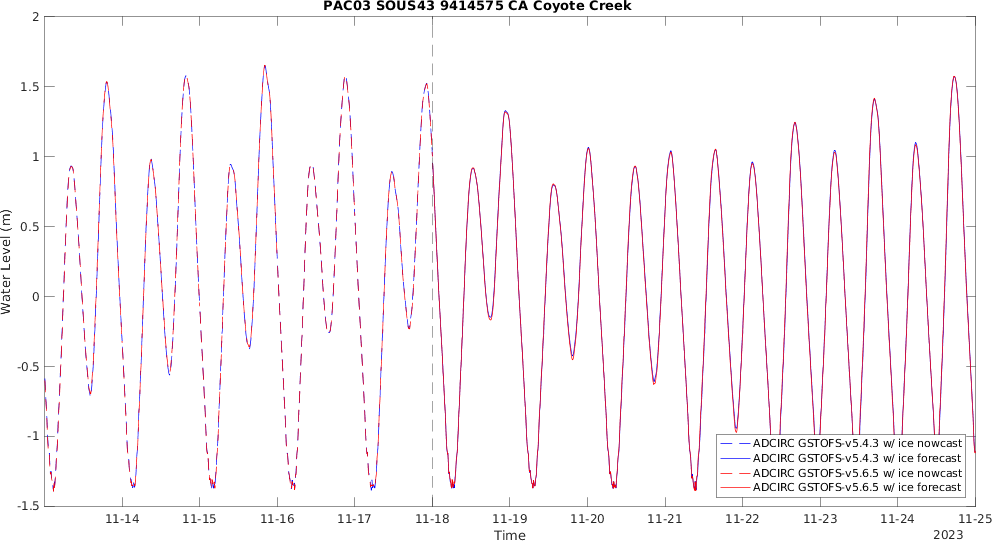 PAC03 SOUS43 9414575 CA Coyote Creek
Water Level (m)
2
1.5
1
0.5
0
-0.5
-1
-1.5
ADCIRC GSTOFS-v5.4.3 w/ ice nowcast
ADCIRC GSTOFS-v5.4.3 w/ ice forecast
ADCIRC GSTOFS-v5.6.5 w/ ice nowcast
ADCIRC GSTOFS-v5.6.5 w/ ice forecast
11-14 11-15 11-16 11-17 11-18 11-19 11-20 11-21 11-22 11-23 11-24 11-25
Time
2023